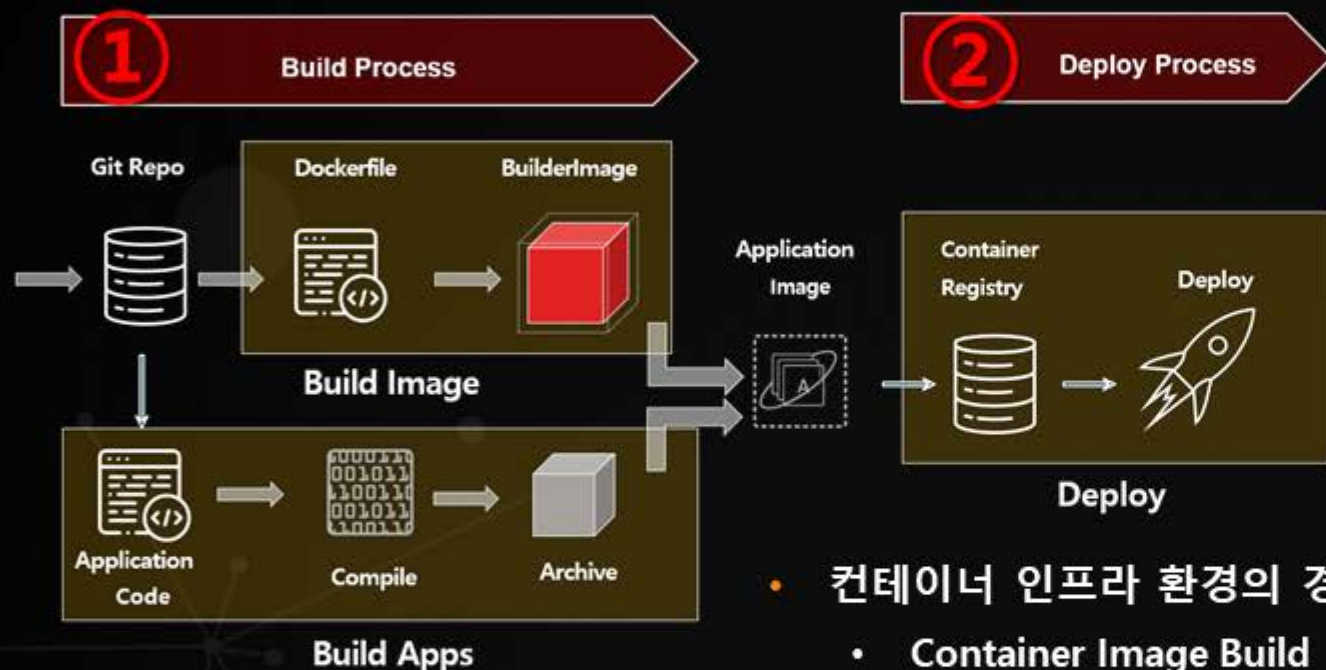 ① Build Process
② Deploy Process
Git Repo
Dockerfile
BuilderImage
Build Image
Application
Code
Compile
Archive
Build Apps
Application
Image
A
Container
Registry
Deploy
Deploy
• 컨테이너 인프라 환경의
• Container Image Build